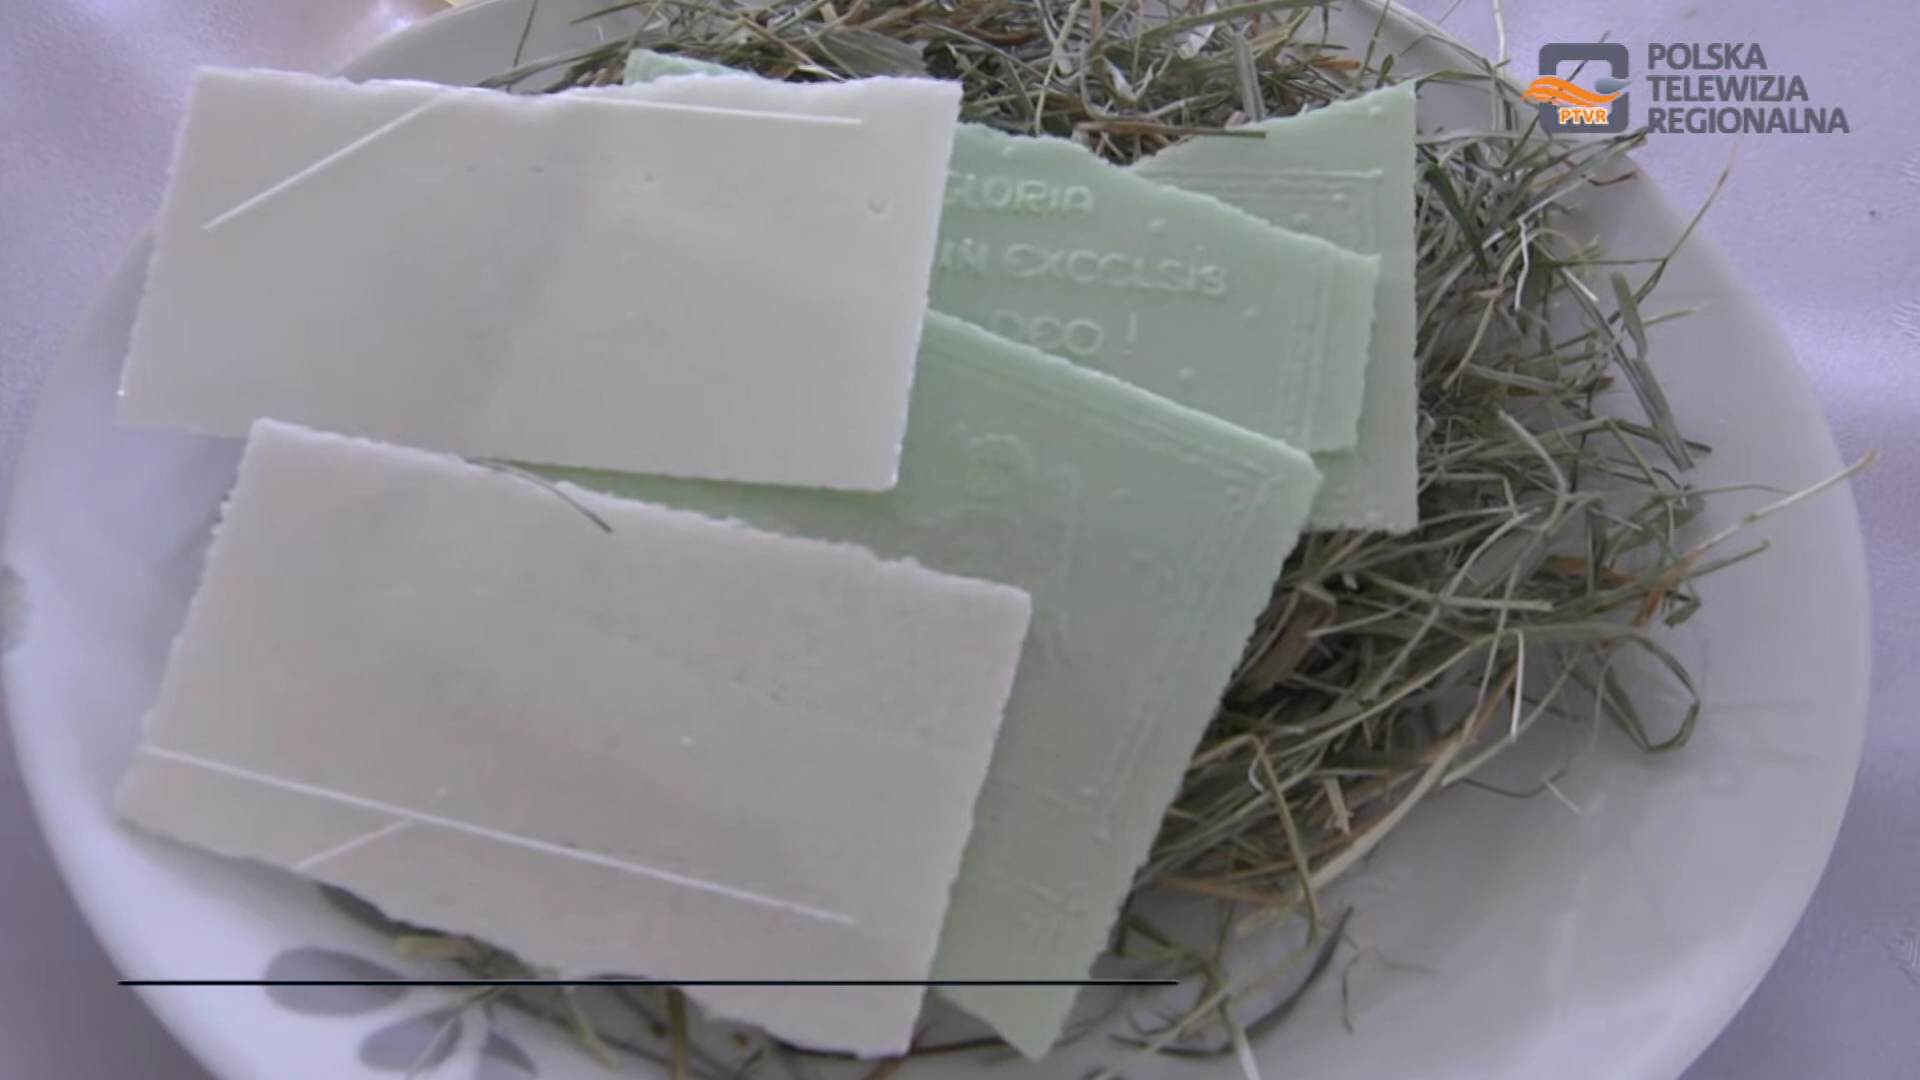 POLSKA
TELEWIZJA
REGIONALNA
PTVR
GLORIA
IN EXCELSIS
DEO !